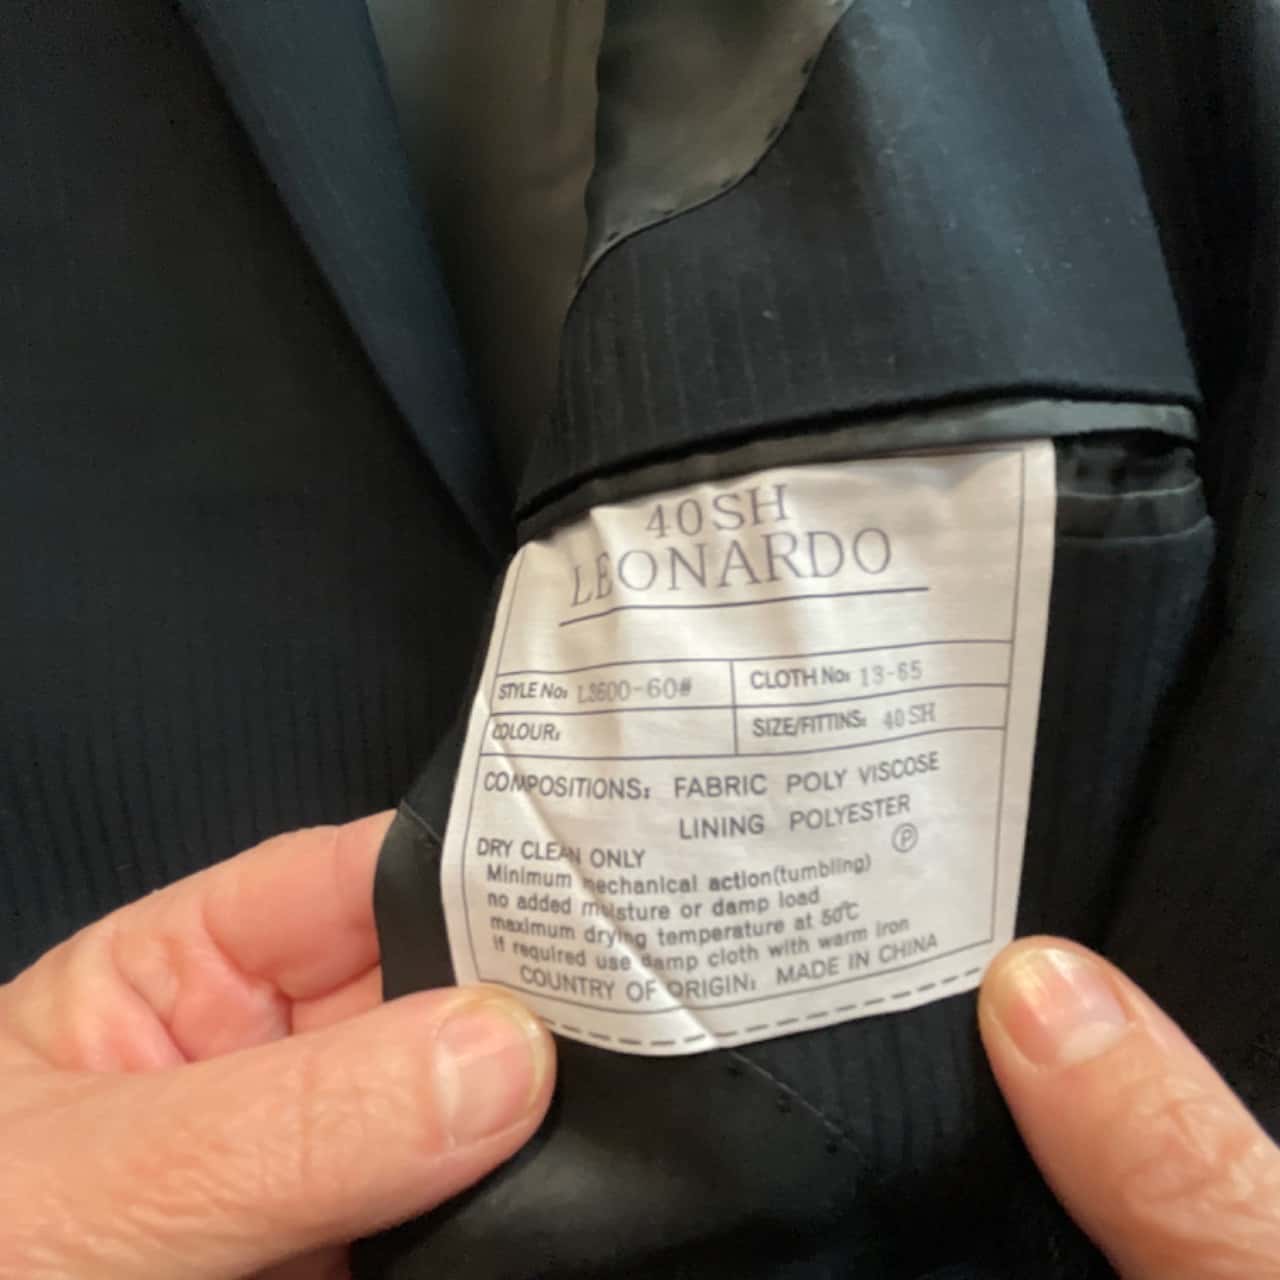 40SH
LEONARDO
STYLE No: L3600-60# CLOTH No: 13-65
COLOUR: SIZE/FITTINS: 40SH
COMPOSITIONS: FABRIC POLY VISCOSE
LINING POLYESTER
DRY CLEAN ONLY Ⓟ
Minimum mechanical action(tumbling)
no added moisture or damp load
maximum drying temperature at 50℃
if required use damp cloth with warm iron
COUNTRY OF ORIGIN: MADE IN CHINA